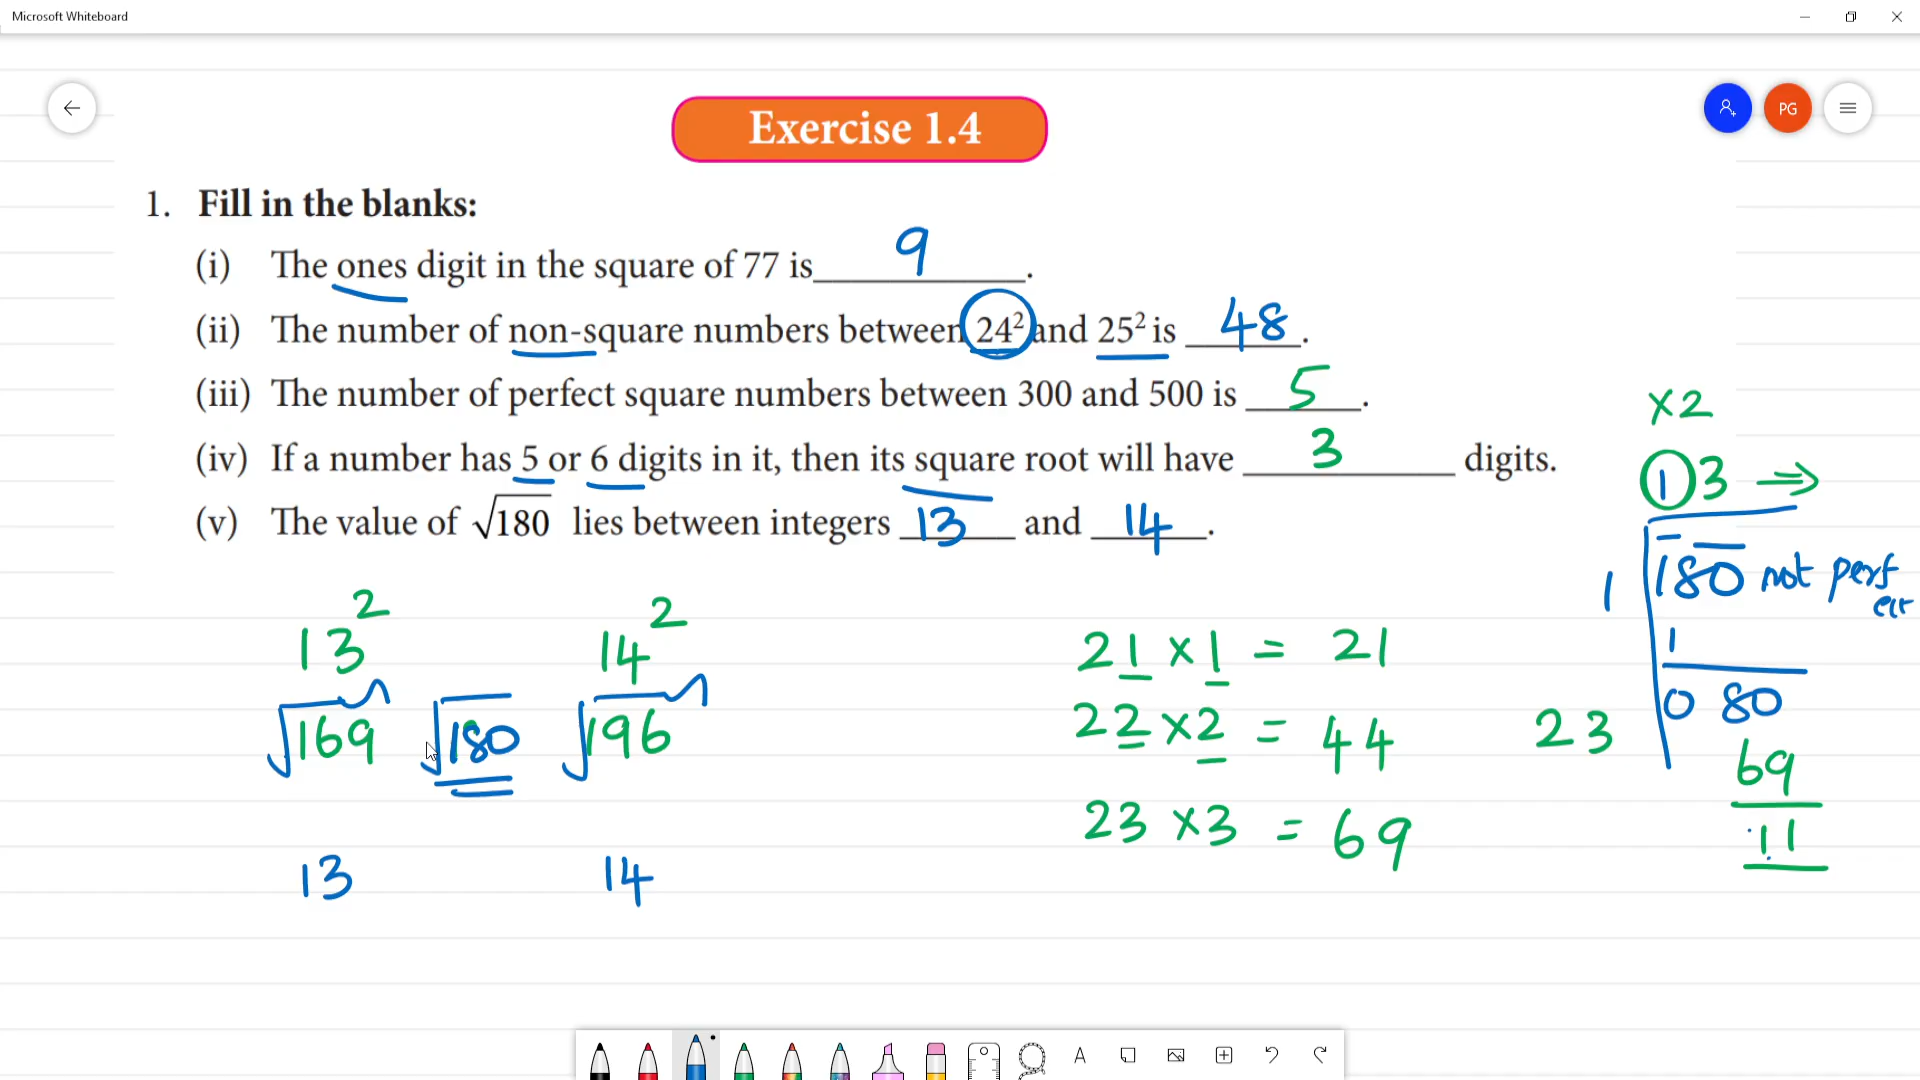 Microsoft Whiteboard
PG
Exercise 1.4
1. Fill in the blanks:
(i) The ones digit in the square of 77 is 9.
(ii) The number of non-square numbers between 24² and 25² is 48.
(iii) The number of perfect square numbers between 300 and 500 is 5.
(iv) If a number has 5 or 6 digits in it, then its square root will have 3 digits.
(v) The value of √180 lies between integers 13 and 14.
13² 14²
√169 √180 √196
13 14
21 × 1 = 21
22 × 2 = 44
23 × 3 = 69
×2
13 ⇒
1 180 not perf
ect
1
23 0 80
69
11
A